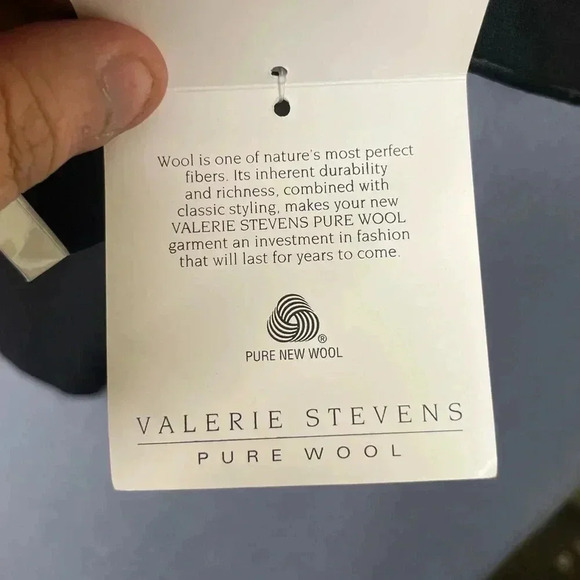 Wool is one of nature's most perfect
fibers. Its inherent durability
and richness, combined with
classic styling, makes your new
VALERIE STEVENS PURE WOOL
garment an investment in fashion
that will last for years to come.
®
PURE NEW WOOL
VALERIE STEVENS
PURE WOOL